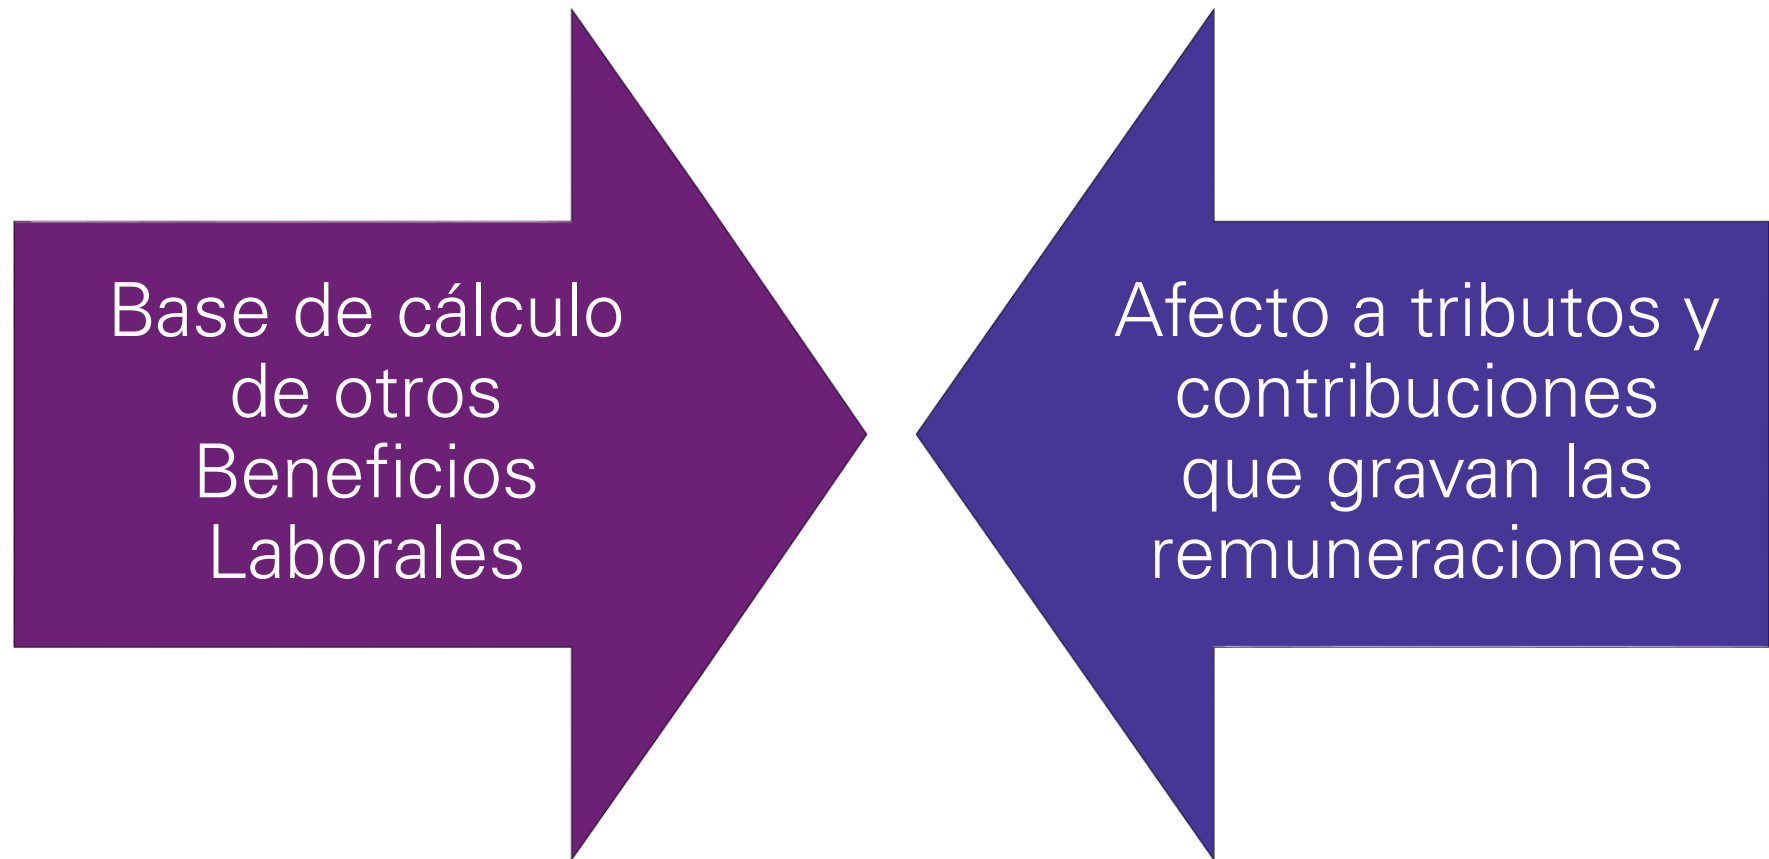 Base de cálculo
de otros
Beneficios
Laborales
Afecto a tributos y
contribuciones
que gravan las
remuneraciones